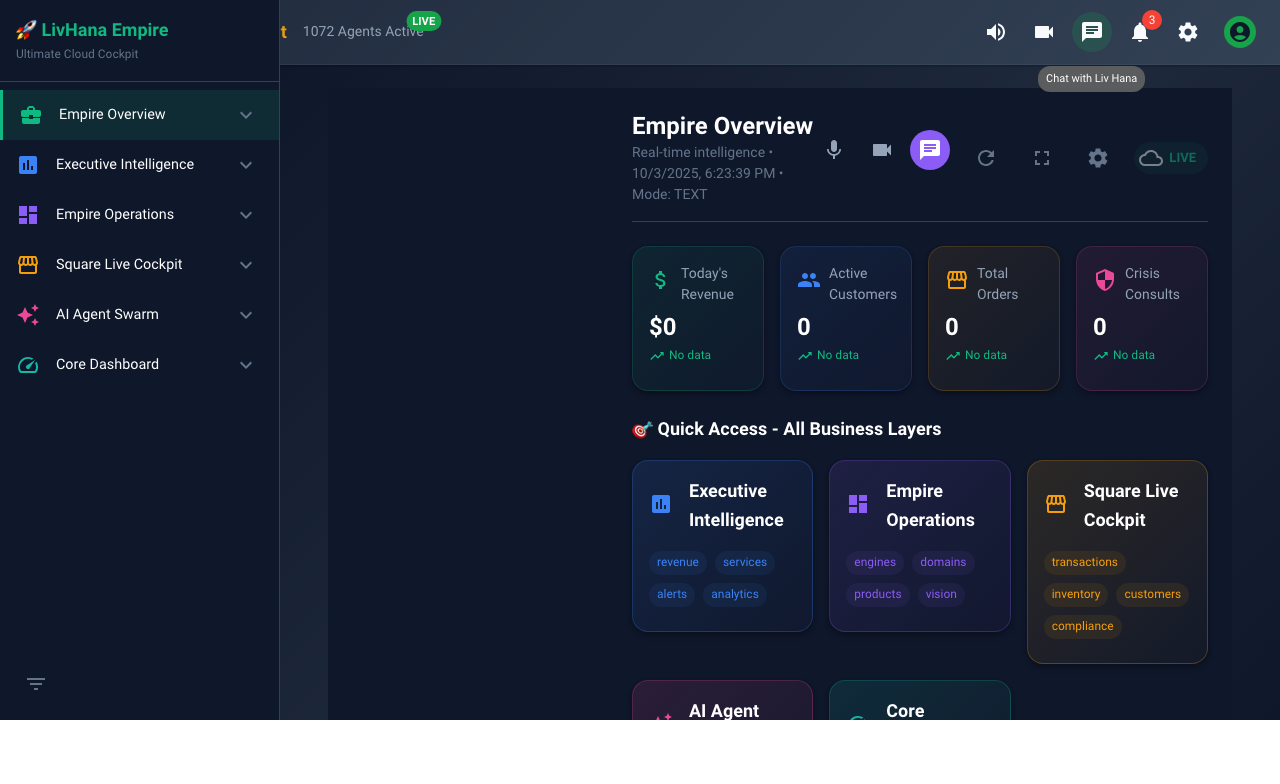 🚀 LivHana Empire
Ultimate Cloud Cockpit
t
1072 Agents Active
LIVE
3
Chat with Liv Hana
Empire Overview
Executive Intelligence
Empire Operations
Square Live Cockpit
AI Agent Swarm
Core Dashboard
Empire Overview
Real-time intelligence •
10/3/2025, 6:23:39 PM •
Mode: TEXT
LIVE
Today's
Revenue
$0
No data
Active
Customers
0
No data
Total
Orders
0
No data
Crisis
Consults
0
No data
🎯 Quick Access - All Business Layers
Executive
Intelligence
revenue services
alerts analytics
Empire
Operations
engines domains
products vision
Square Live
Cockpit
transactions
inventory customers
compliance
AI Agent
Core